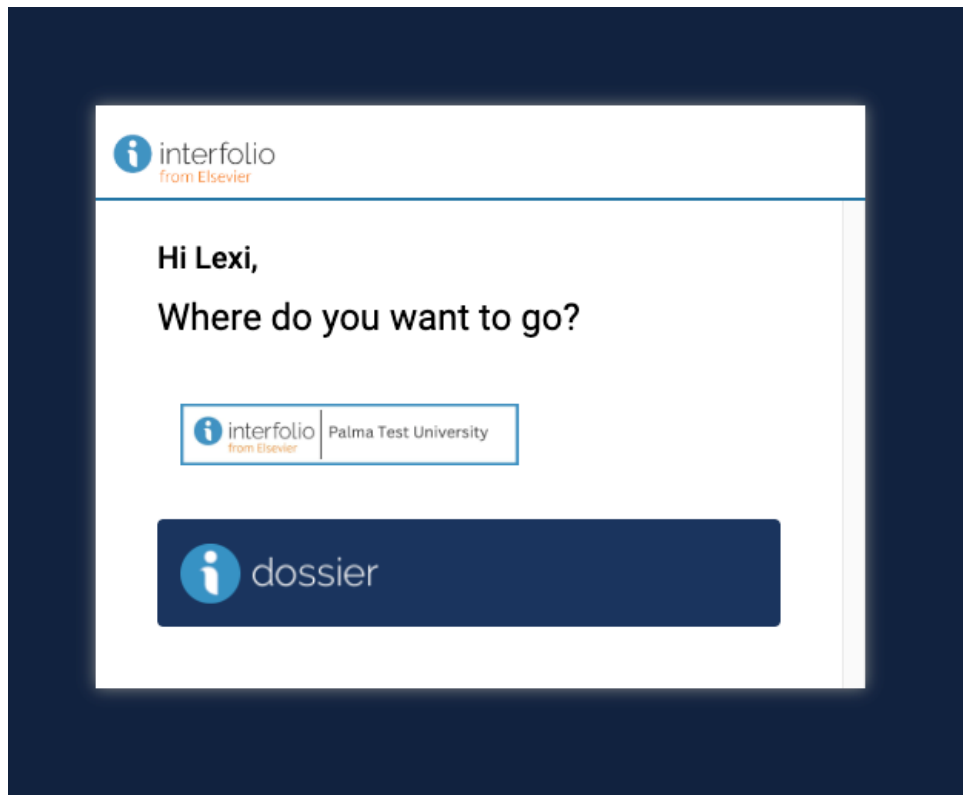 interfolio
from Elsevier
Hi Lexi,
Where do you want to go?
interfolio Palma Test University
from Elsevier
dossier